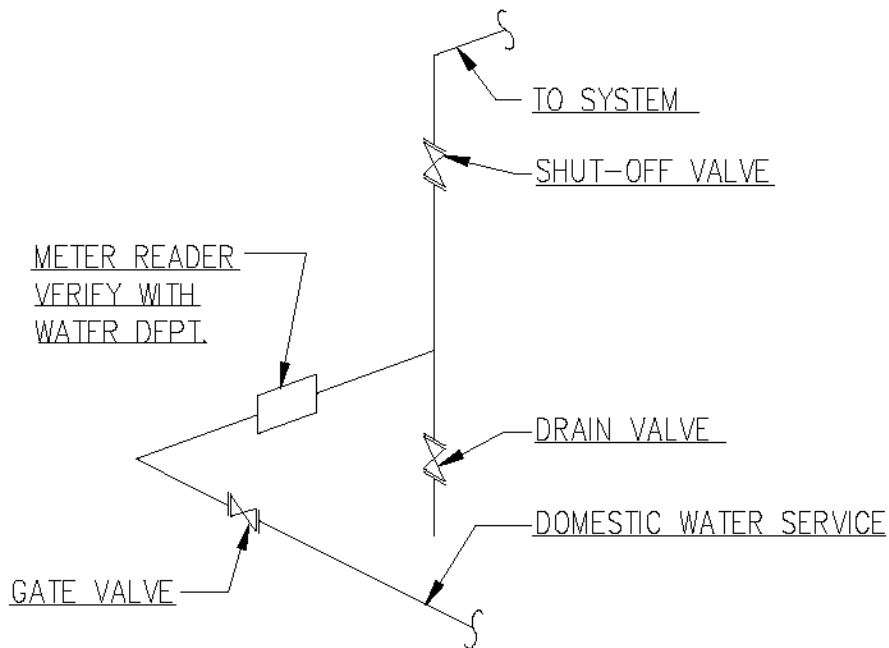 TO SYSTEM
SHUT-OFF VALVE
METER READER
VERIFY WITH
WATER DEPT.
DRAIN VALVE
DOMESTIC WATER SERVICE
GATE VALVE